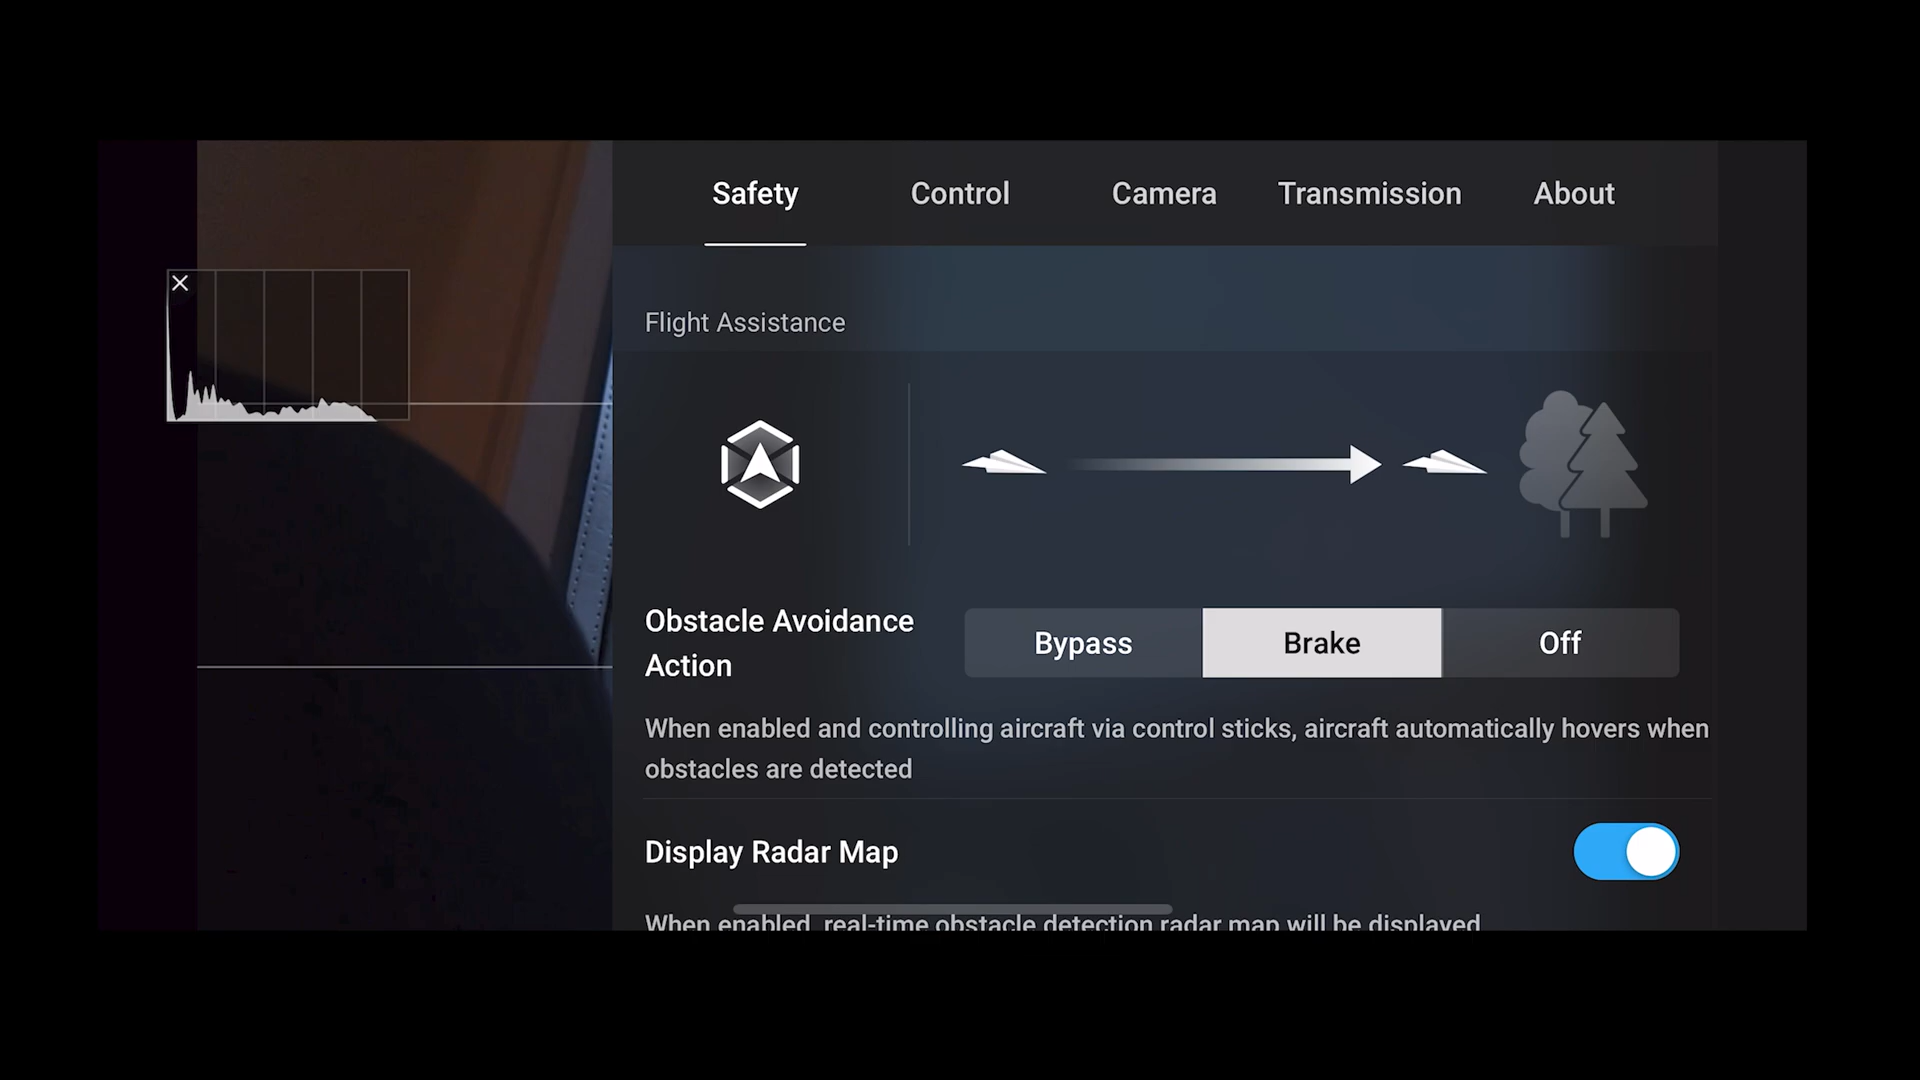 Safety Control Camera Transmission About
Flight Assistance
Obstacle Avoidance
Action
Bypass Brake Off
When enabled and controlling aircraft via control sticks, aircraft automatically hovers when
obstacles are detected
Display Radar Map
When enabled, real-time obstacle detection radar map will be displayed